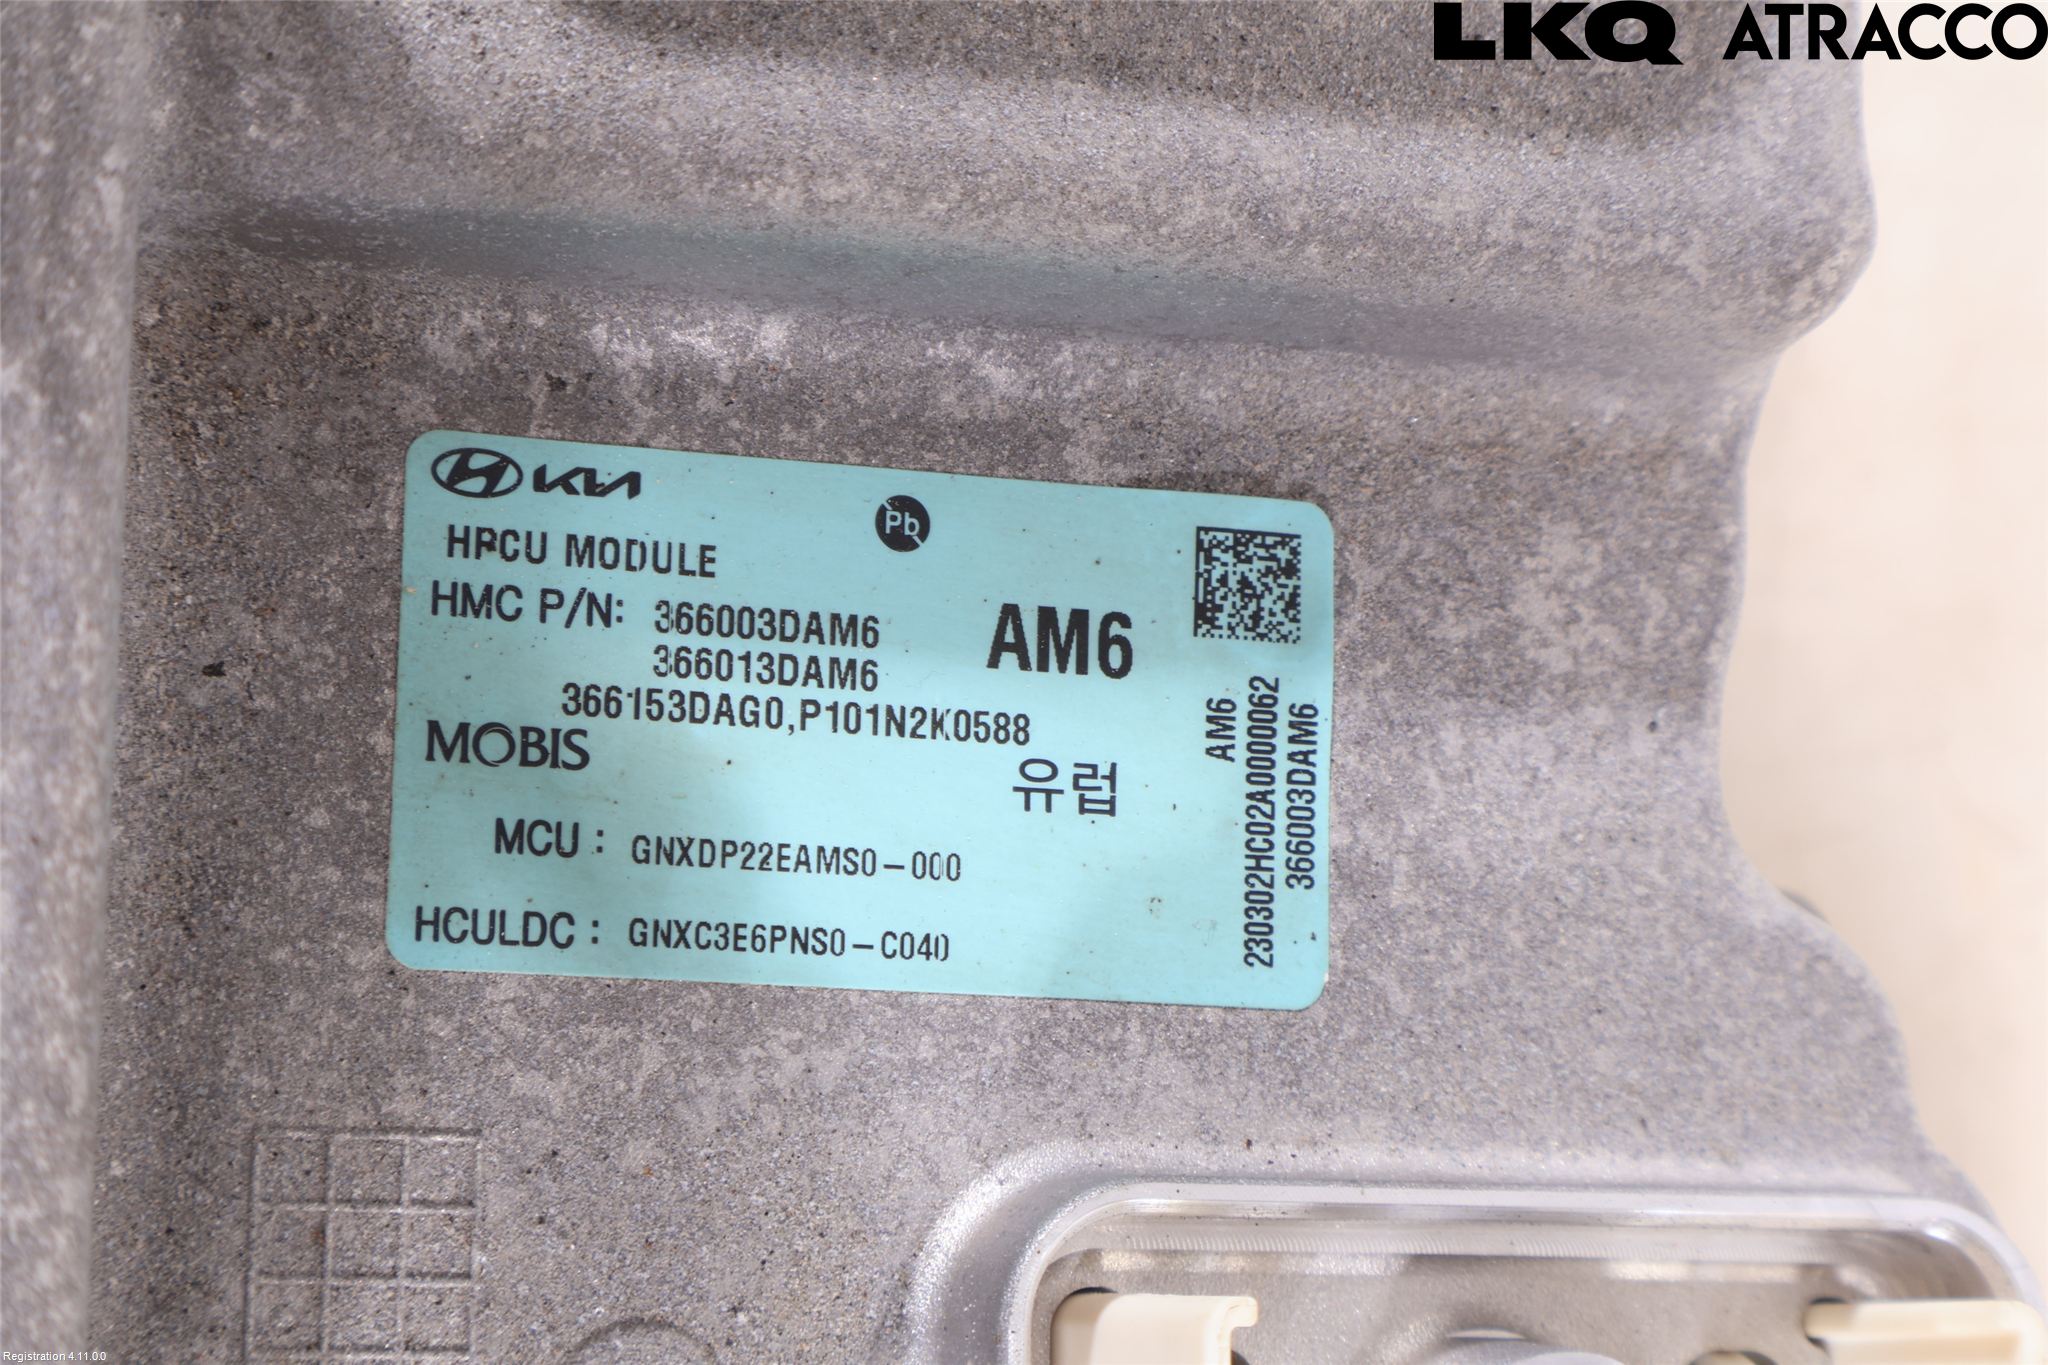 LKQ ATRACCO
HYUNDAI KIA
Pb
HPCU MODULE
HMC P/N: 366003DAM6
366013DAM6
AM6
366153DAG0,P101N2K0588
MOBIS
유럽
MCU : GNXDP22EAMS0-000
HCULDC : GNXC3E6PNS0-C040
AM6
230302HC02A0000062
366003DAM6
Registration 4.11.0.0